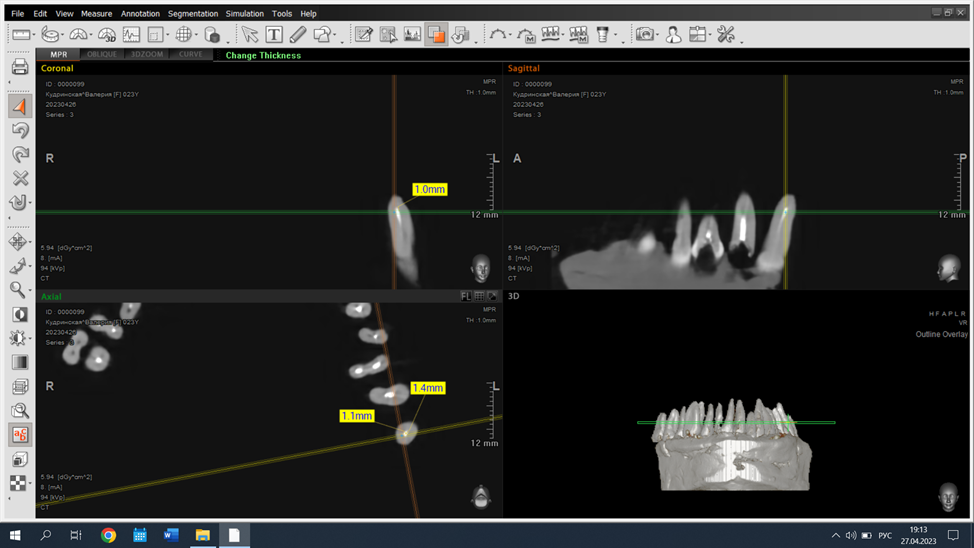 File Edit View Measure Annotation Segmentation Simulation Tools Help
MPR OBLIQUE 3DZOOM CURVE Change Thickness
Coronal
ID : 0000099
Кудринская^Валерия [F] 023Y
20230426
Series : 3
MPR
TH : 1.0mm
R
L
1.0mm
12 mm
5.94 [dGy*cm^2]
8. [mA]
94 [kVp]
CT
Sagittal
ID : 0000099
Кудринская^Валерия [F] 023Y
20230426
Series : 3
MPR
TH : 1.0mm
A
P
12 mm
5.94 [dGy*cm^2]
8. [mA]
94 [kVp]
CT
Axial
FL
ID : 0000099
Кудринская^Валерия [F] 023Y
20230426
Series
MPR
TH : 1.0mm
R
L
1.4mm
1.1mm
12 mm
5.94 [dGy*cm^2]
8. [mA]
94 [kVp]
CT
3D
H F A P L R
VR
Outline Overlay
РУС
19:13
27.04.2023